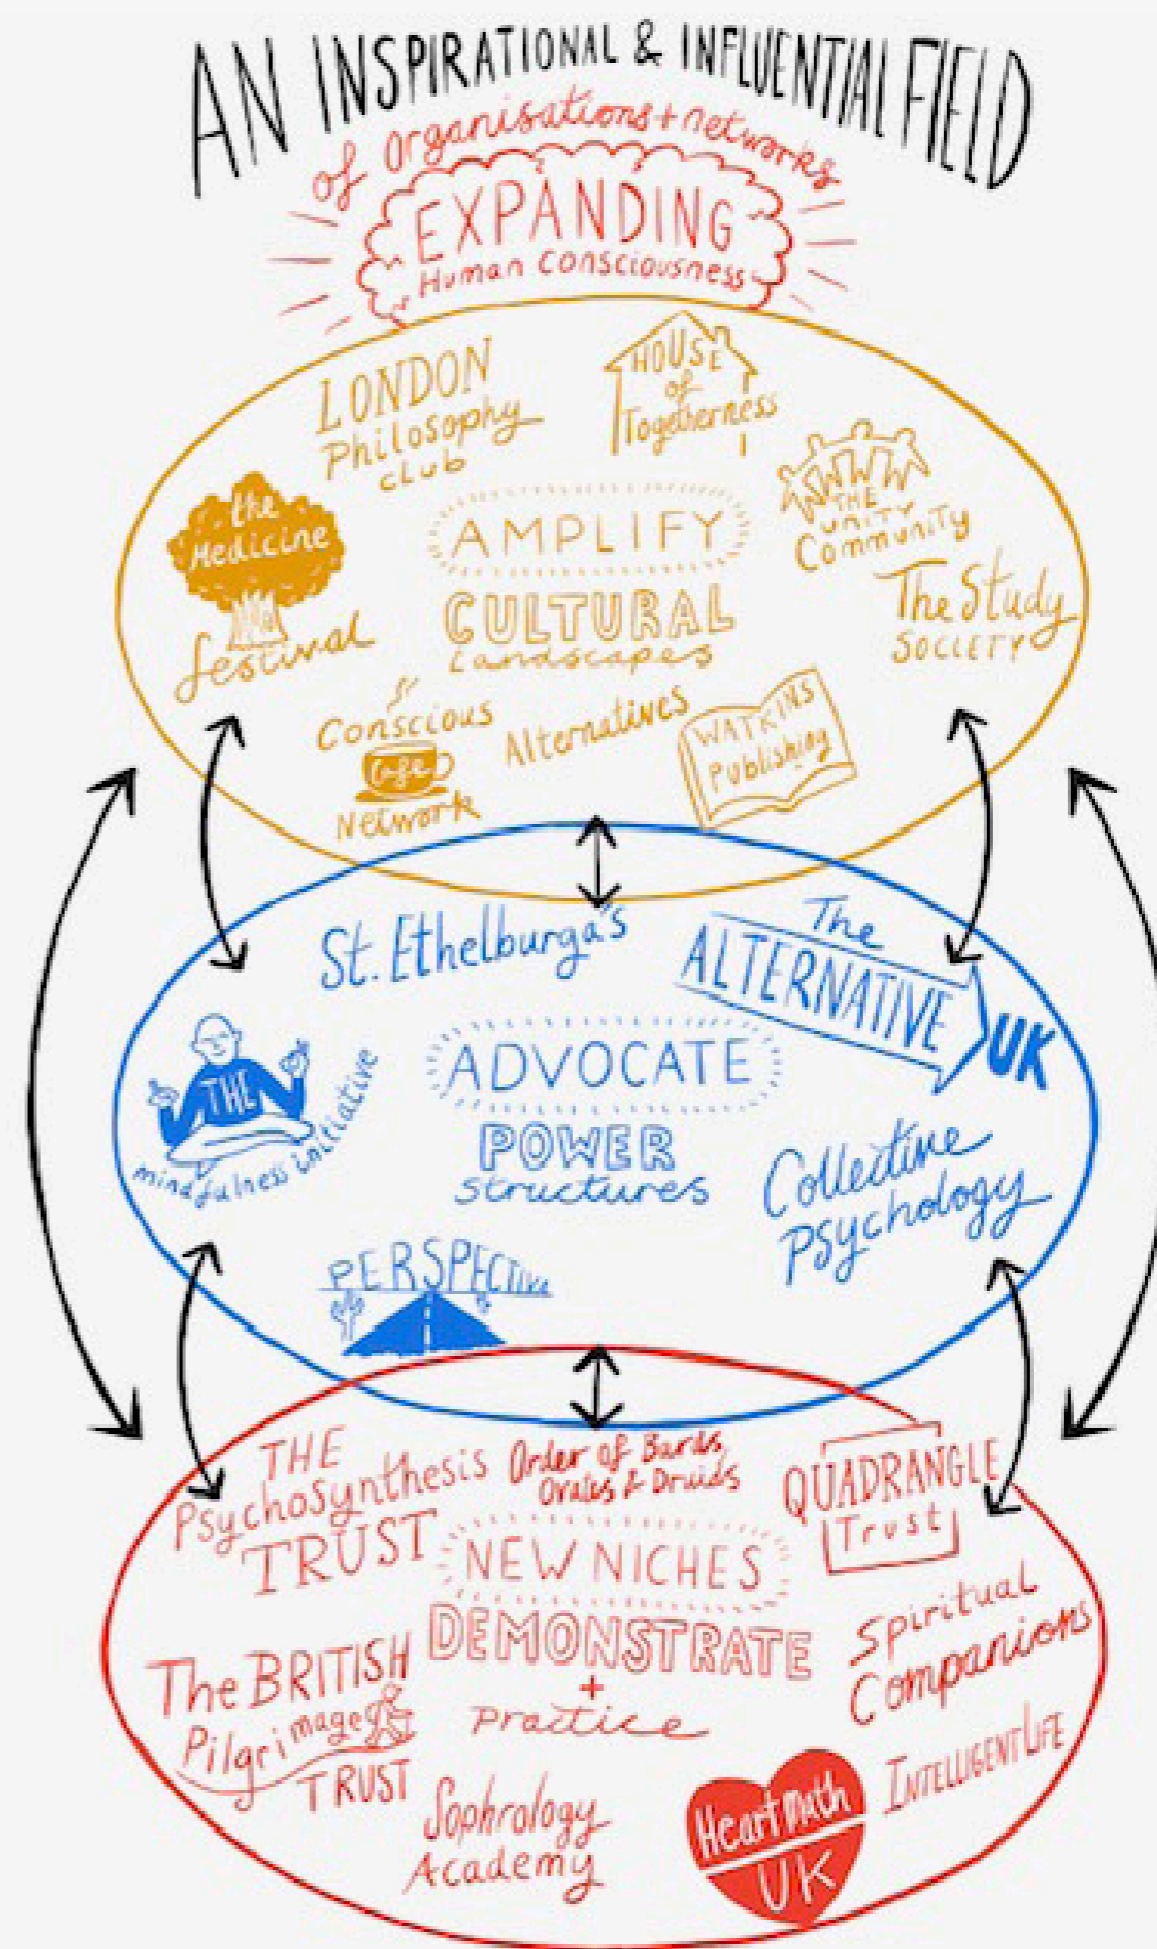 AN INSPIRATIONAL & INFLUENTIAL FIELD
of organisations + networks
EXPANDING
Human Consciousness
LONDON
Philosophy
club
HOUSE
of
Togetherness
the
Medicine
festival
AMPLIFY
CULTURAL
Landscapes
THE
UNITY
Community
The Study
SOCIETY
Conscious
Cafe
Network
Alternatives
WATKINS
Publishing
St. Ethelburga's
The
ALTERNATIVE
UK
THE
mindfulness initiative
ADVOCATE
POWER
Structures
Collective
Psychology
PERSPECTIVA
THE
Psychosynthesis
TRUST
Order of Bards,
Ovates & Druids
QUADRANGLE
Trust
NEW NICHES
DEMONSTRATE
+
Practice
The BRITISH
Pilgrimage
TRUST
Spiritual
Companions
Sophrology
Academy
Heartmath
UK
INTELLIGENT LIFE